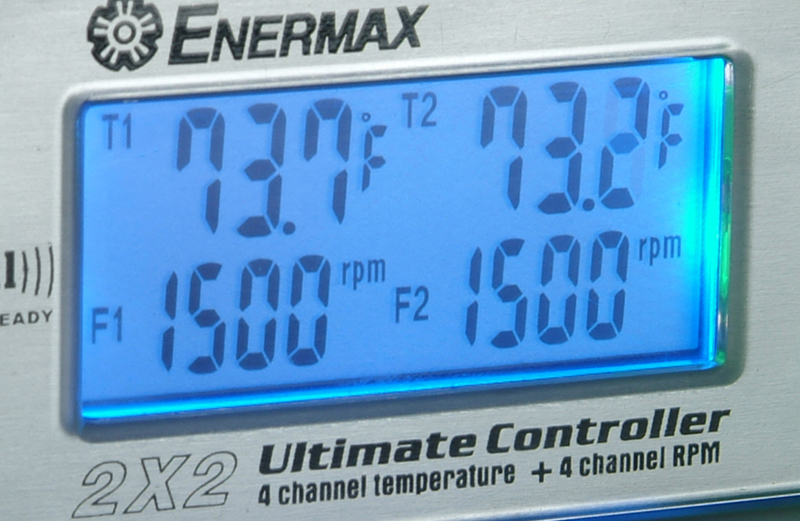 ENERMAX
T1 73.7°F T2 73.2°F
F1 1500 rpm F2 1500 rpm
EADY
2X2 Ultimate Controller
4 channel temperature + 4 channel RPM